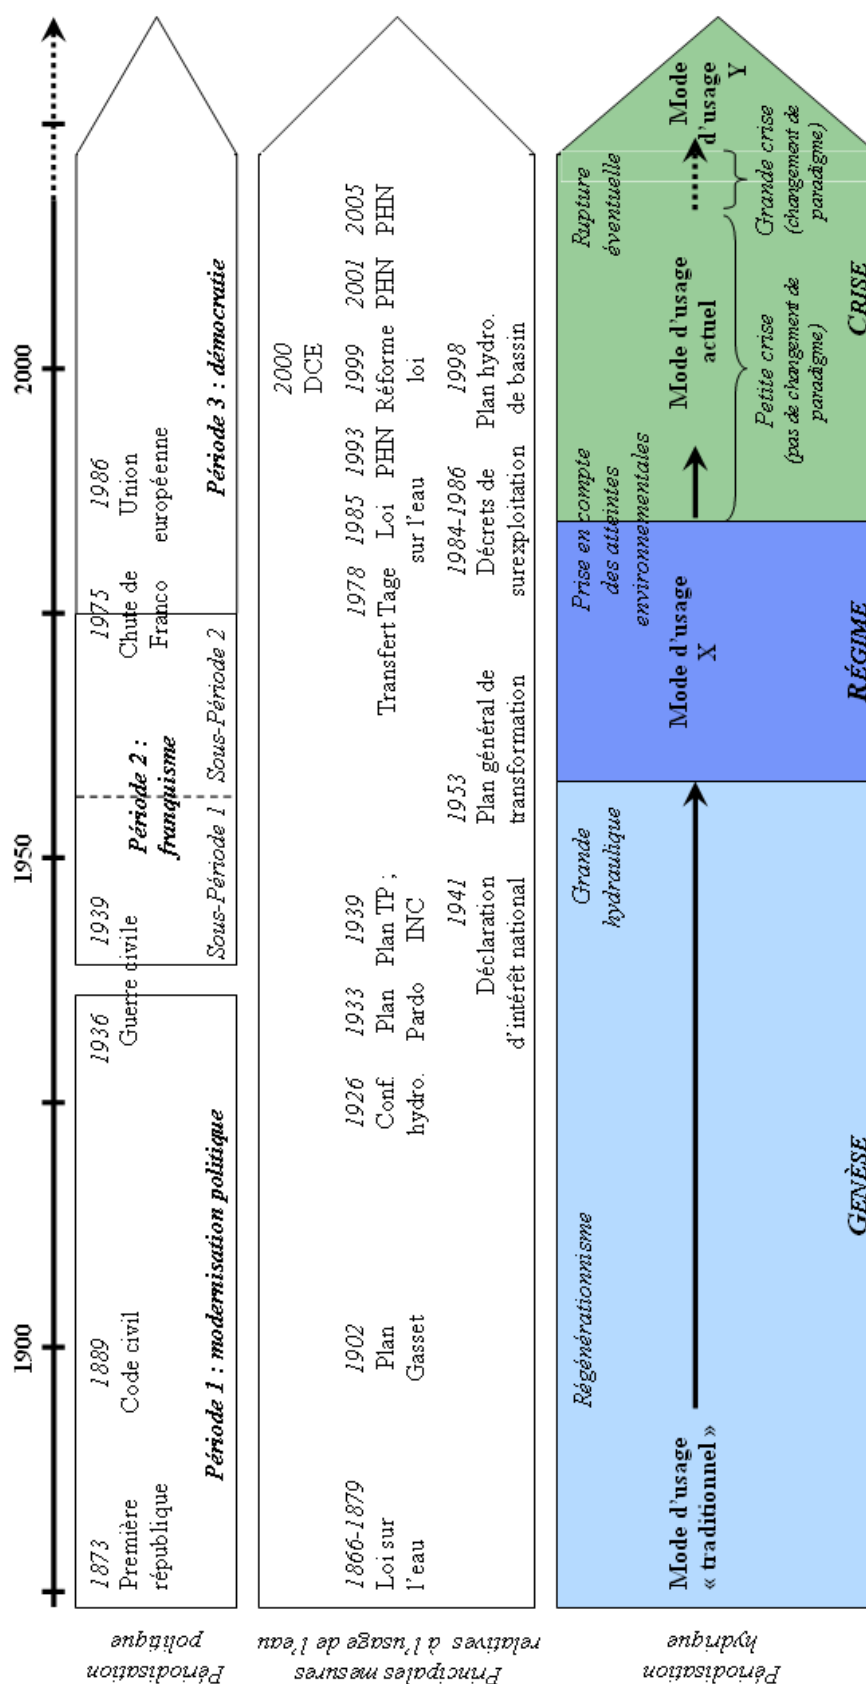 1900
1950
2000
Périodisation
politique
1873
Première
république
1889
Code civil
Période 1 : modernisation politique
1936
1939
Guerre civile
Période 2 :
franquisme
Sous-Période 1
Sous-Période 2
1975
Chute de
Franco
1986
Union
européenne
Période 3 : démocratie
Principales mesures
relatives à l'usage de l'eau
1866-1879
Loi sur
l'eau
1902
Plan
Gasset
1926
Conf.
hydro.
1933
Plan
Pardo
1939
Plan TP ;
INC
1941
Déclaration
d'intérêt national
1953
Plan général de
transformation
1978
Transfert Tage
1985
Loi
sur l'eau
1984-1986
Décrets de
surexploitation
1993
PHN
1999
Réforme
loi
1998
Plan hydro.
de bassin
2000
DCE
2001
PHN
2005
PHN
Périodisation
hydrique
Mode d'usage
« traditionnel »
Régénérationnisme
Grande
hydraulique
GENÈSE
Mode d'usage
X
RÉGIME
Prise en compte
des atteintes
environnementales
Mode d'usage
actuel
Petite crise
(pas de changement de
paradigme)
Rupture
éventuelle
Mode
d'usage
Y
Grande crise
(changement de
paradigme)
CRISE